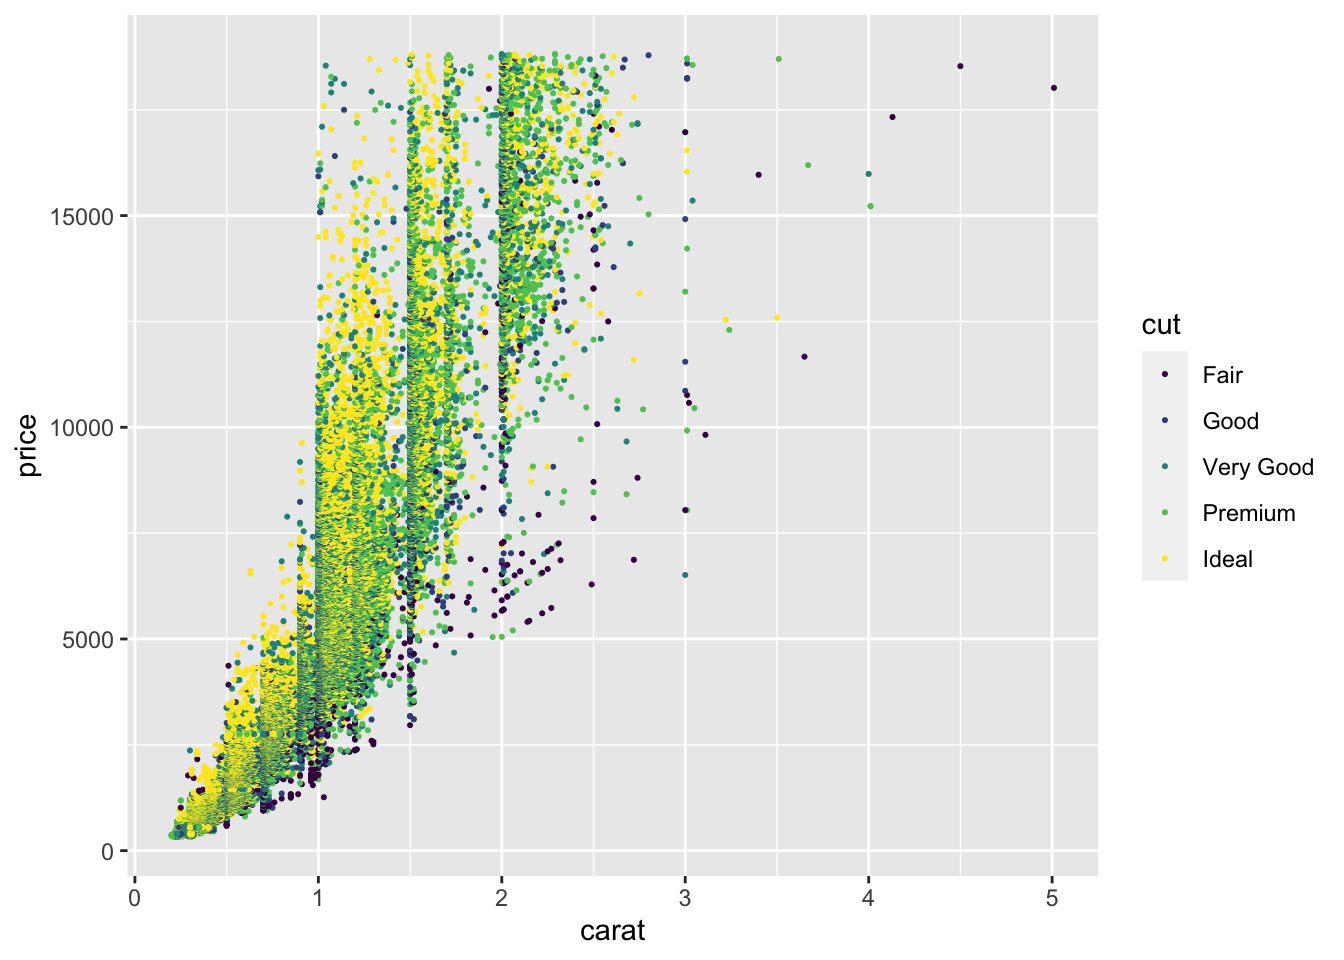 15000
10000
5000
0
price
0 1 2 3 4 5
carat
cut
Fair
Good
Very Good
Premium
Ideal